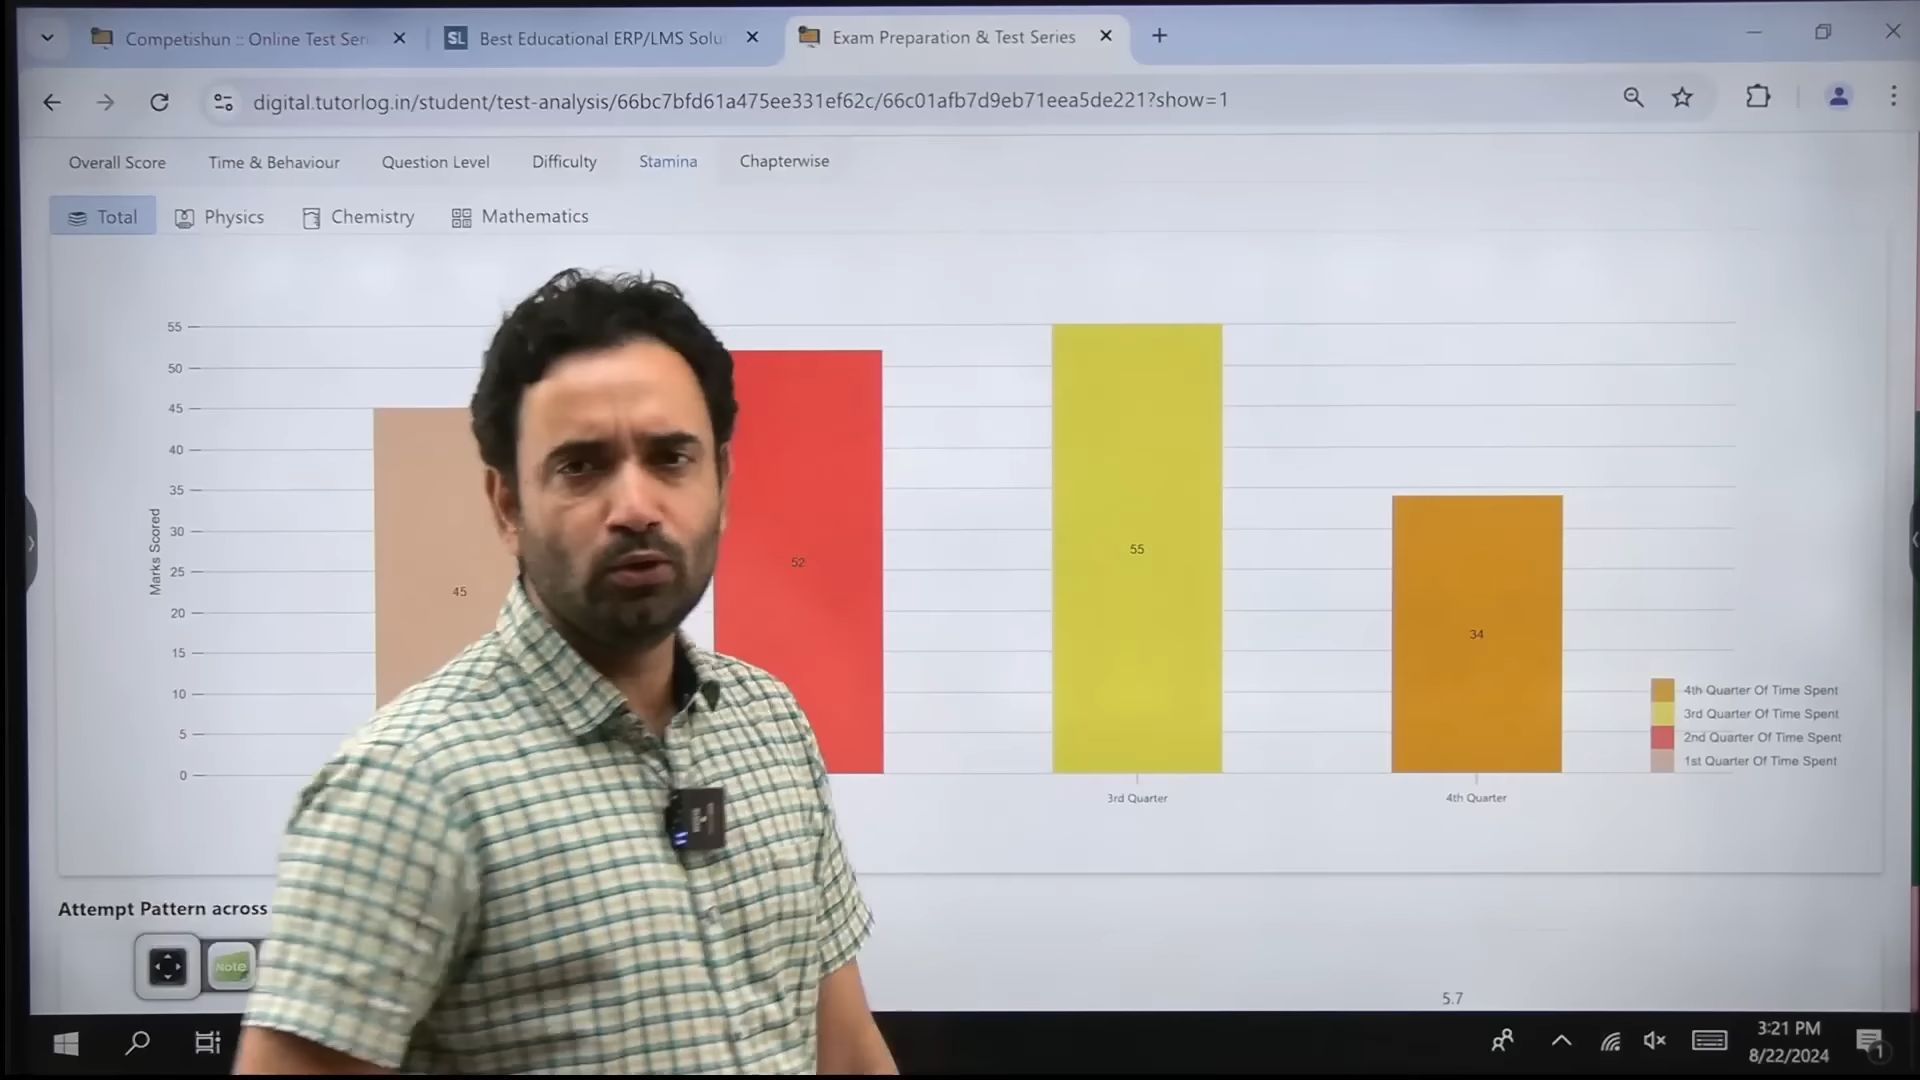 Competishun :: Online Test Seri
Best Educational ERP/LMS Solu
Exam Preparation & Test Series
digital.tutorlog.in/student/test-analysis/66bc7bfd61a475ee331ef62c/66c01afb7d9eb71eea5de221?show=1
Overall Score Time & Behaviour Question Level Difficulty Stamina Chapterwise
Total Physics Chemistry Mathematics
55
50
45
40
35
30
25
20
15
10
5
0
Marks Scored
45
52
55
34
3rd Quarter
4th Quarter
4th Quarter Of Time Spent
3rd Quarter Of Time Spent
2nd Quarter Of Time Spent
1st Quarter Of Time Spent
Attempt Pattern across
Note
5.7
3:21 PM
8/22/2024
1